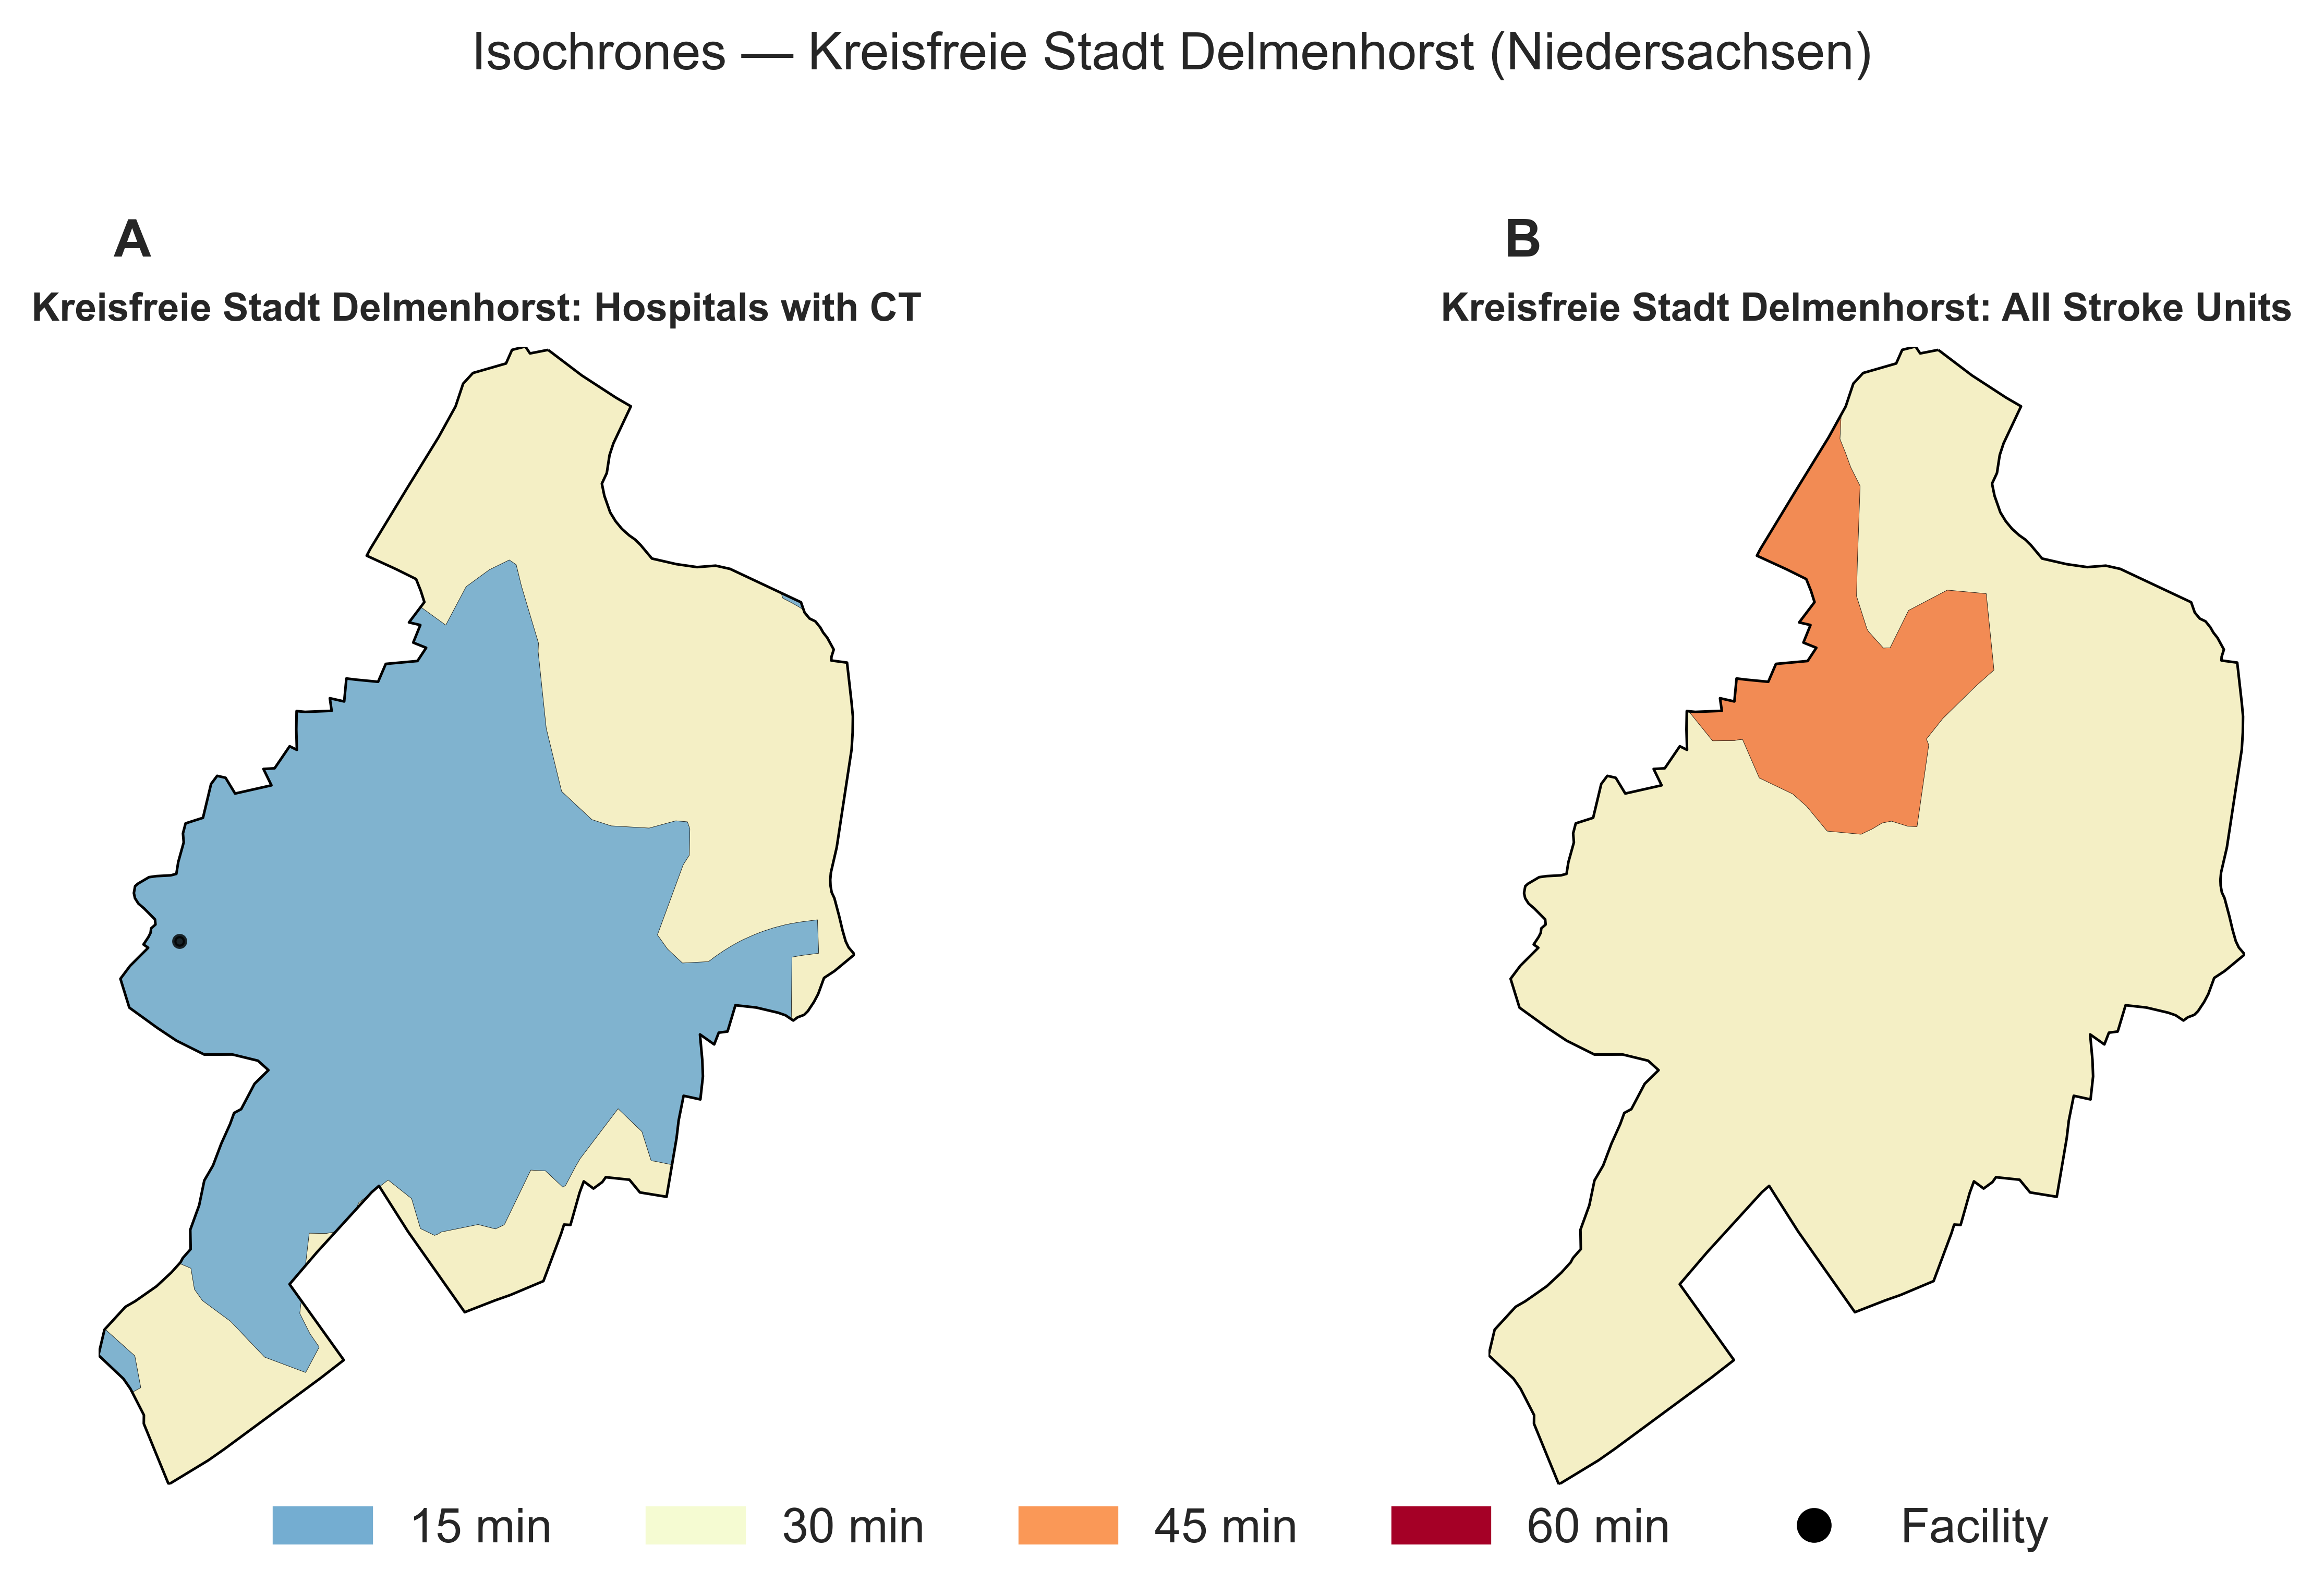 Isochrones — Kreisfreie Stadt Delmenhorst (Niedersachsen)
A
Kreisfreie Stadt Delmenhorst: Hospitals with CT
B
Kreisfreie Stadt Delmenhorst: All Stroke Units
15 min
30 min
45 min
60 min
Facility